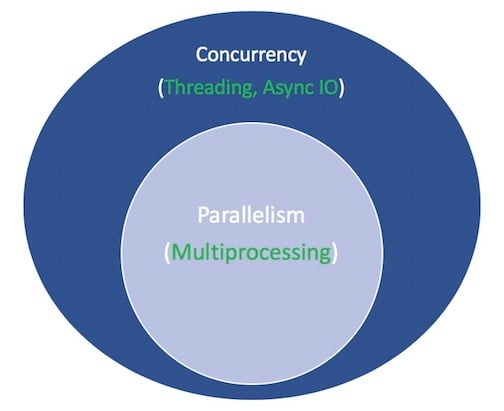 Concurrency
(Threading, Async IO)
Parallelism
(Multiprocessing)